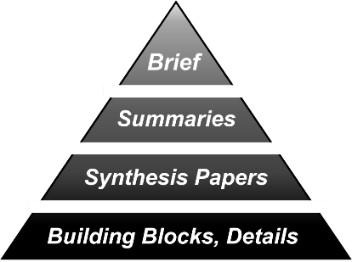 Brief
Summaries
Synthesis Papers
Building Blocks, Details